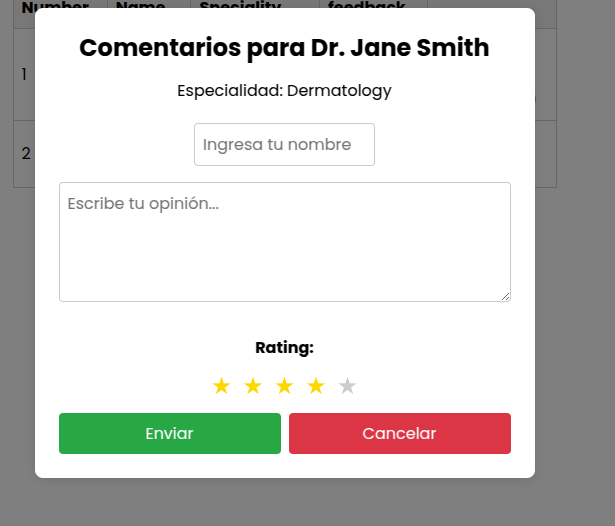 Number Name Speciality feedback
Comentarios para Dr. Jane Smith
Especialidad: Dermatology
1
Ingresa tu nombre
2
Escribe tu opinión...
Rating:
Enviar Cancelar